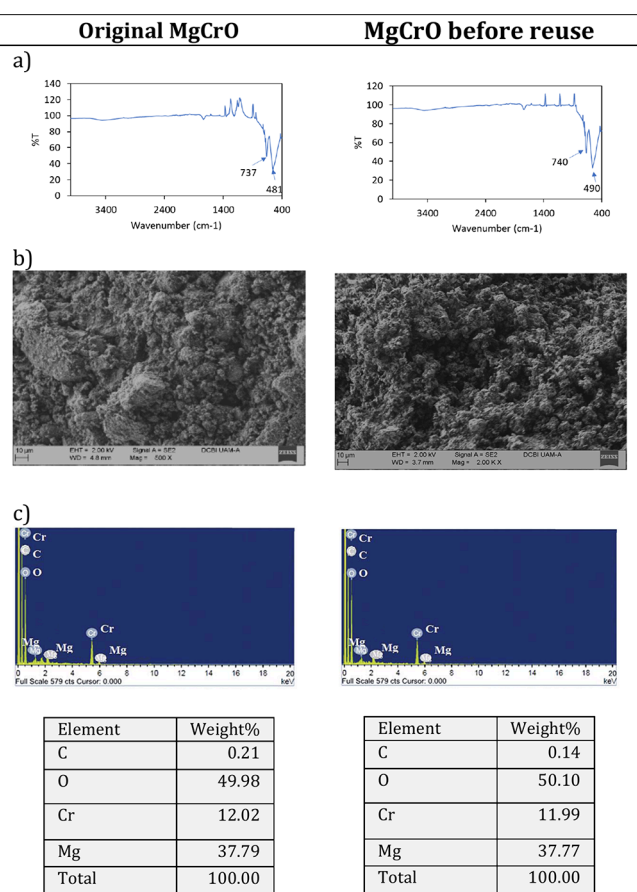 Original MgCrO MgCrO before reuse
a)
140
120
100
80
60
40
20
0
%T
737
481
3400 2400 1400 400
Wavenumber (cm-1)
120
100
80
60
40
20
0
%T
740
490
3400 2400 1400 400
Wavenumber (cm-1)
b)
10 µm EHT = 2.00 kV Signal A = SE2 DCBI UAM-A
WD = 4.8 mm Mag = 500 X
ZEISS
10 µm EHT = 2.00 kV Signal A = SE2 DCBI UAM-A
WD = 3.7 mm Mag = 2.00 K X
ZEISS
c)
Cr
C
O
Cr
Mg Mg Mg
0 2 4 6 8 10 12 14 16 18 20
Full Scale 579 cts Cursor: 0.000 keV
Cr
C
O
Cr
Mg Mg Mg
0 2 4 6 8 10 12 14 16 18 20
Full Scale 579 cts Cursor: 0.000 keV
Element Weight%
C 0.21
O 49.98
Cr 12.02
Mg 37.79
Total 100.00
Element Weight%
C 0.14
O 50.10
Cr 11.99
Mg 37.77
Total 100.00